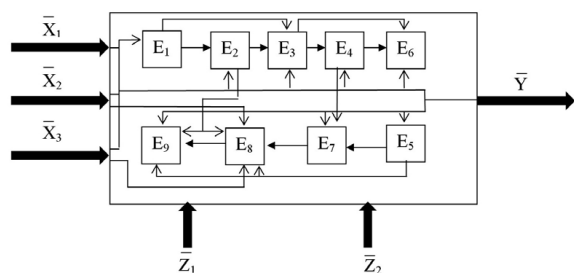 X̅₁
E₁ E₂ E₃ E₄ E₆
X̅₂
Y̅
X̅₃
E₉ E₈ E₇ E₅
Z̅₁ Z̅₂